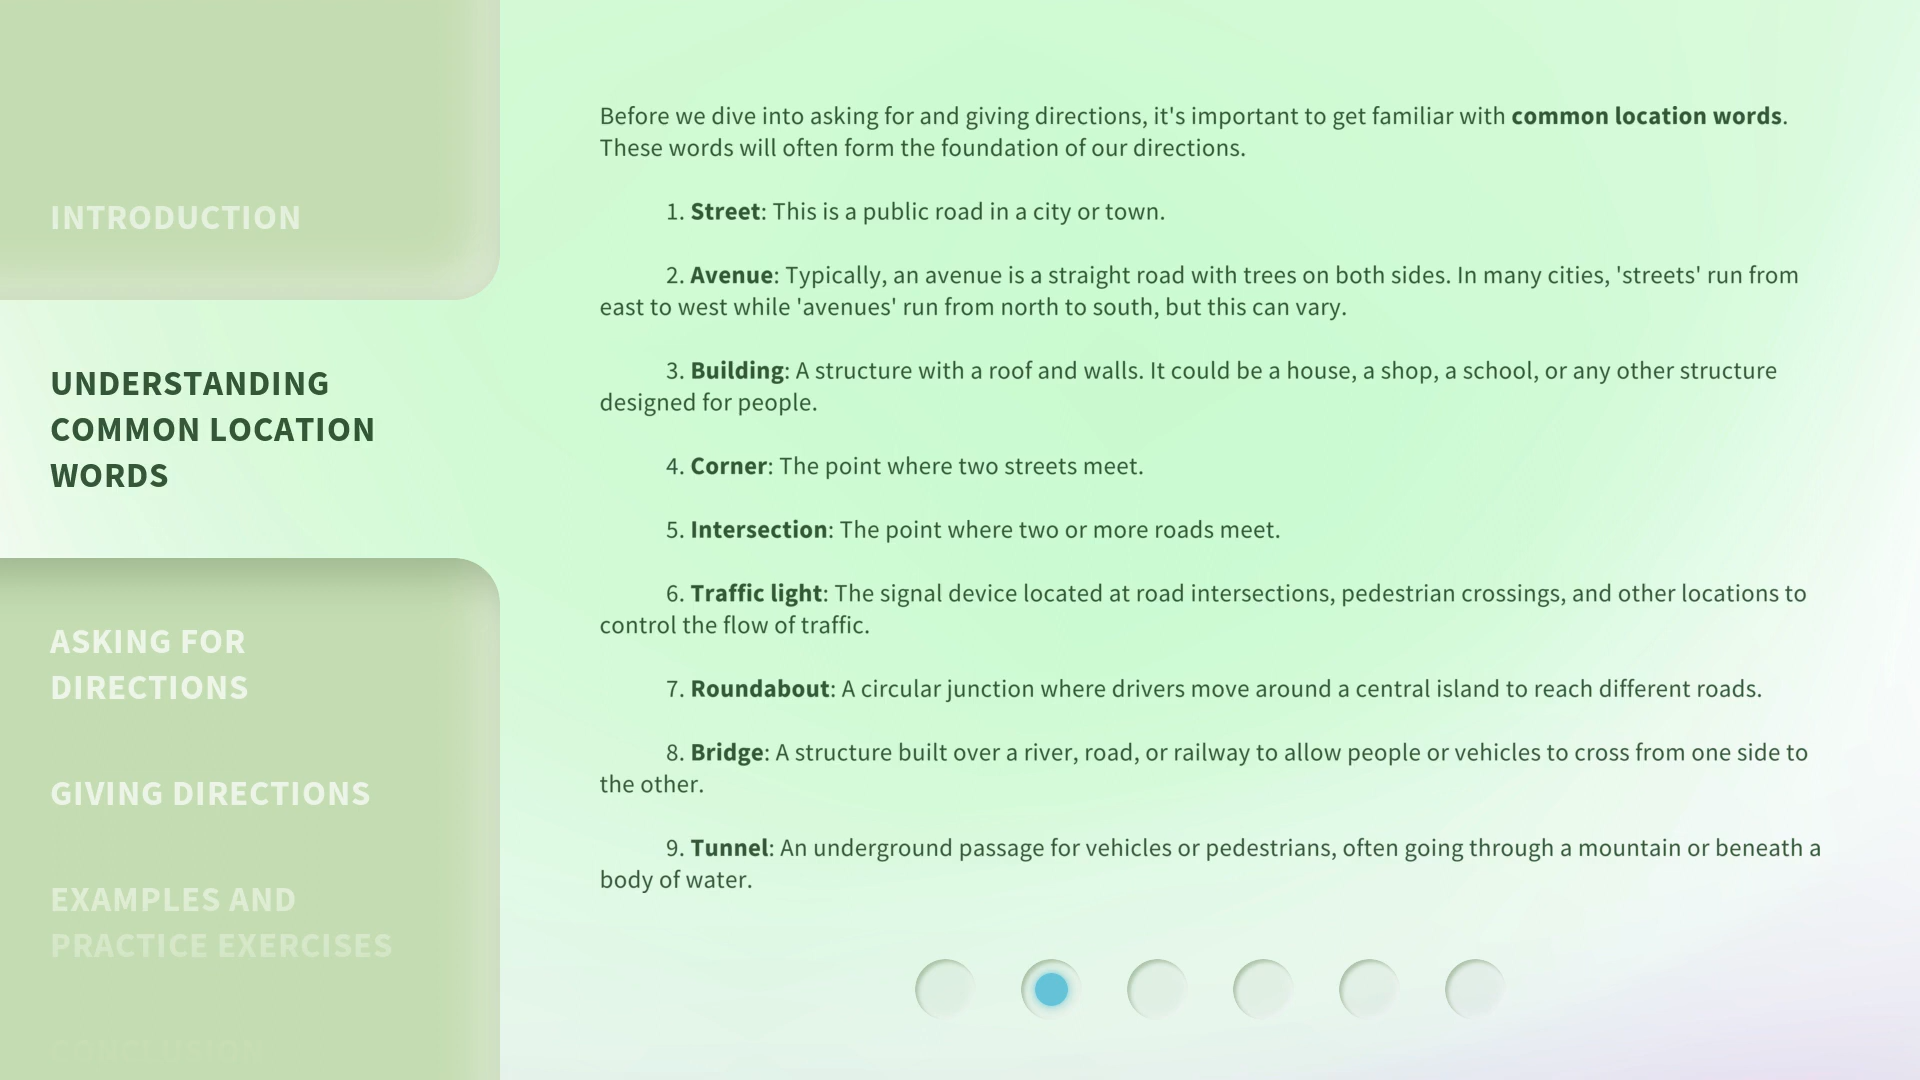 INTRODUCTION
UNDERSTANDING
COMMON LOCATION
WORDS
ASKING FOR
DIRECTIONS
GIVING DIRECTIONS
EXAMPLES AND
PRACTICE EXERCISES
CONCLUSION
Before we dive into asking for and giving directions, it's important to get familiar with common location words.
These words will often form the foundation of our directions.
1. Street: This is a public road in a city or town.
2. Avenue: Typically, an avenue is a straight road with trees on both sides. In many cities, 'streets' run from
east to west while 'avenues' run from north to south, but this can vary.
3. Building: A structure with a roof and walls. It could be a house, a shop, a school, or any other structure
designed for people.
4. Corner: The point where two streets meet.
5. Intersection: The point where two or more roads meet.
6. Traffic light: The signal device located at road intersections, pedestrian crossings, and other locations to
control the flow of traffic.
7. Roundabout: A circular junction where drivers move around a central island to reach different roads.
8. Bridge: A structure built over a river, road, or railway to allow people or vehicles to cross from one side to
the other.
9. Tunnel: An underground passage for vehicles or pedestrians, often going through a mountain or beneath a
body of water.